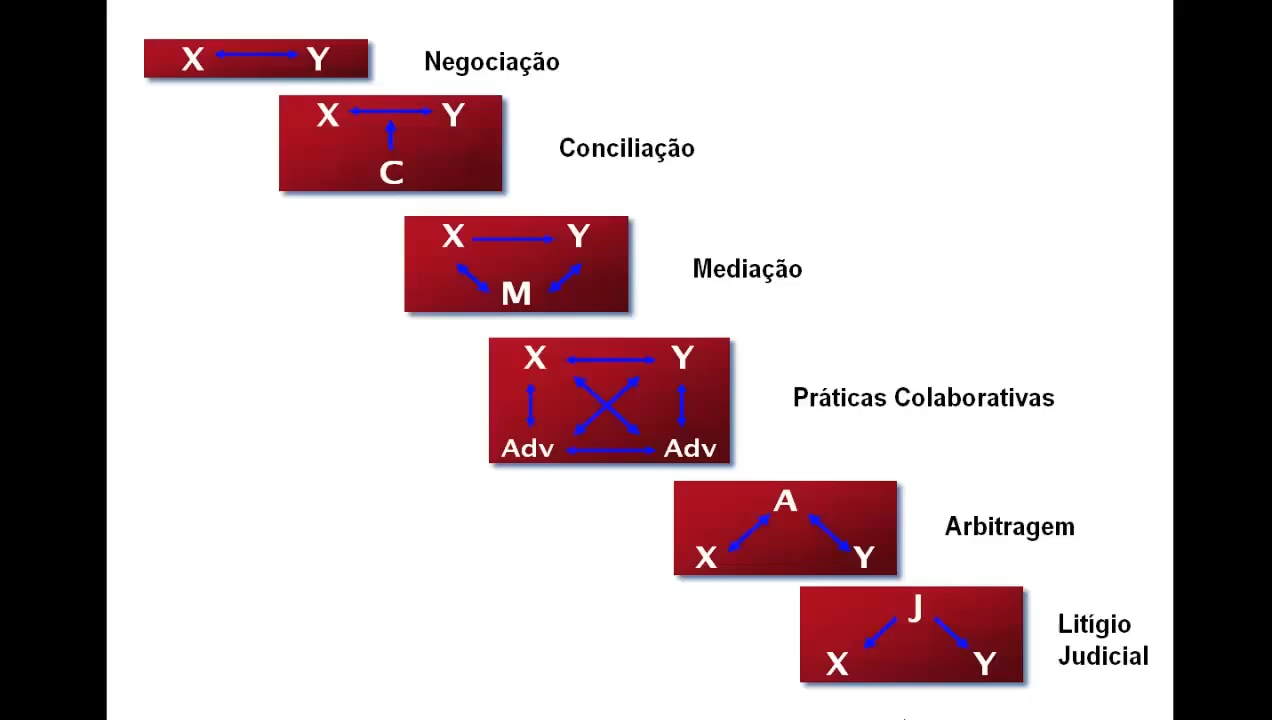 X Y
Negociação
X Y
C
Conciliação
X Y
M
Mediação
X Y
Adv Adv
Práticas Colaborativas
A
X Y
Arbitragem
J
X Y
Litígio
Judicial